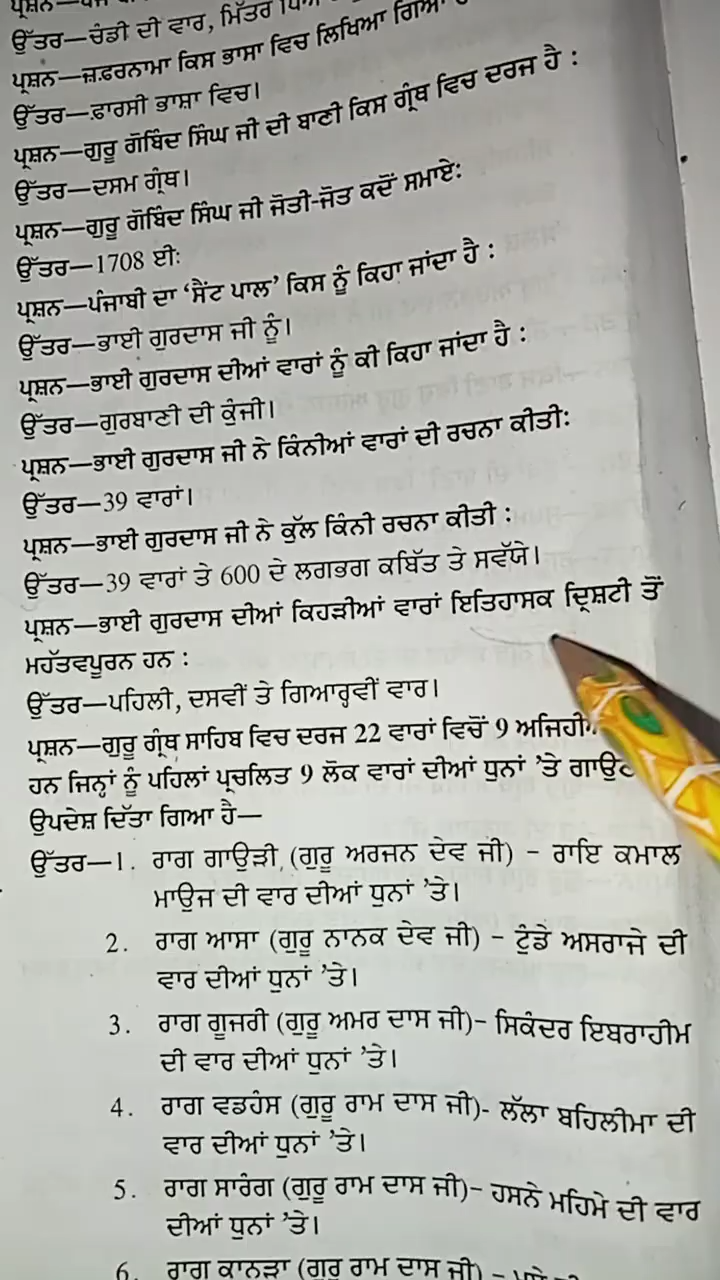 ਉੱਤਰ—ਚੰਡੀ ਦੀ ਵਾਰ, ਮਿੱਤਰ
ਪ੍ਰਸ਼ਨ—ਜ਼ਫ਼ਰਨਾਮਾ ਕਿਸ ਭਾਸਾ ਵਿਚ ਲਿਖਿਆ ਗਿਆ
ਉੱਤਰ—ਫ਼ਾਰਸੀ ਭਾਸ਼ਾ ਵਿਚ।
ਪ੍ਰਸ਼ਨ—ਗੁਰੂ ਗੋਬਿੰਦ ਸਿੰਘ ਜੀ ਦੀ ਬਾਣੀ ਕਿਸ ਗ੍ਰੰਥ ਵਿਚ ਦਰਜ ਹੈ :
ਉੱਤਰ—ਦਸਮ ਗ੍ਰੰਥ।
ਪ੍ਰਸ਼ਨ—ਗੁਰੂ ਗੋਬਿੰਦ ਸਿੰਘ ਜੀ ਜੋਤੀ-ਜੋਤ ਕਦੋਂ ਸਮਾਏ:
ਉੱਤਰ—1708 ਈ:
ਪ੍ਰਸ਼ਨ—ਪੰਜਾਬੀ ਦਾ ‘ਸੈਂਟ ਪਾਲ’ ਕਿਸ ਨੂੰ ਕਿਹਾ ਜਾਂਦਾ ਹੈ :
ਉੱਤਰ—ਭਾਈ ਗੁਰਦਾਸ ਜੀ ਨੂੰ।
ਪ੍ਰਸ਼ਨ—ਭਾਈ ਗੁਰਦਾਸ ਦੀਆਂ ਵਾਰਾਂ ਨੂੰ ਕੀ ਕਿਹਾ ਜਾਂਦਾ ਹੈ :
ਉੱਤਰ—ਗੁਰਬਾਣੀ ਦੀ ਕੁੰਜੀ।
ਪ੍ਰਸ਼ਨ—ਭਾਈ ਗੁਰਦਾਸ ਜੀ ਨੇ ਕਿੰਨੀਆਂ ਵਾਰਾਂ ਦੀ ਰਚਨਾ ਕੀਤੀ:
ਉੱਤਰ—39 ਵਾਰਾਂ।
ਪ੍ਰਸ਼ਨ—ਭਾਈ ਗੁਰਦਾਸ ਜੀ ਨੇ ਕੁੱਲ ਕਿੰਨੀ ਰਚਨਾ ਕੀਤੀ :
ਉੱਤਰ—39 ਵਾਰਾਂ ਤੇ 600 ਦੇ ਲਗਭਗ ਕਬਿੱਤ ਤੇ ਸਵੱਯੇ।
ਪ੍ਰਸ਼ਨ—ਭਾਈ ਗੁਰਦਾਸ ਦੀਆਂ ਕਿਹੜੀਆਂ ਵਾਰਾਂ ਇਤਿਹਾਸਕ ਦ੍ਰਿਸ਼ਟੀ ਤੋਂ
ਮਹੱਤਵਪੂਰਨ ਹਨ :
ਉੱਤਰ—ਪਹਿਲੀ, ਦਸਵੀਂ ਤੇ ਗਿਆਰ੍ਹਵੀਂ ਵਾਰ।
ਪ੍ਰਸ਼ਨ—ਗੁਰੂ ਗ੍ਰੰਥ ਸਾਹਿਬ ਵਿਚ ਦਰਜ 22 ਵਾਰਾਂ ਵਿਚੋਂ 9
ਹਨ ਜਿਨ੍ਹਾਂ ਨੂੰ ਪਹਿਲਾਂ ਪ੍ਰਚਲਿਤ 9 ਲੋਕ ਵਾਰਾਂ ਦੀਆਂ ਧੁਨਾਂ ’ਤੇ
ਉਪਦੇਸ਼ ਦਿੱਤਾ ਗਿਆ ਹੈ—
ਉੱਤਰ—1. ਰਾਗ ਗਾਉੜੀ (ਗੁਰੂ ਅਰਜਨ ਦੇਵ ਜੀ) - ਰਾਇ ਕਮਾਲ
ਮਾਉਜ ਦੀ ਵਾਰ ਦੀਆਂ ਧੁਨਾਂ ’ਤੇ।
2. ਰਾਗ ਆਸਾ (ਗੁਰੂ ਨਾਨਕ ਦੇਵ ਜੀ) - ਟੁੰਡੇ ਅਸਰਾਜੇ ਦੀ
ਵਾਰ ਦੀਆਂ ਧੁਨਾਂ ’ਤੇ।
3. ਰਾਗ ਗੂਜਰੀ (ਗੁਰੂ ਅਮਰ ਦਾਸ ਜੀ)- ਸਿਕੰਦਰ ਇਬਰਾਹੀਮ
ਦੀ ਵਾਰ ਦੀਆਂ ਧੁਨਾਂ ’ਤੇ।
4. ਰਾਗ ਵਡਹੰਸ (ਗੁਰੂ ਰਾਮ ਦਾਸ ਜੀ)- ਲੱਲਾ ਬਹਿਲੀਮਾ ਦੀ
ਵਾਰ ਦੀਆਂ ਧੁਨਾਂ ’ਤੇ।
5. ਰਾਗ ਸਾਰੰਗ (ਗੁਰੂ ਰਾਮ ਦਾਸ ਜੀ)- ਹਸਨੇ ਮਹਿਮੇ ਦੀ ਵਾਰ
ਦੀਆਂ ਧੁਨਾਂ ’ਤੇ।
6. ਰਾਗ ਕਾਨੜਾ (ਗੁਰੂ ਰਾਮ ਦਾਸ ਜੀ) -